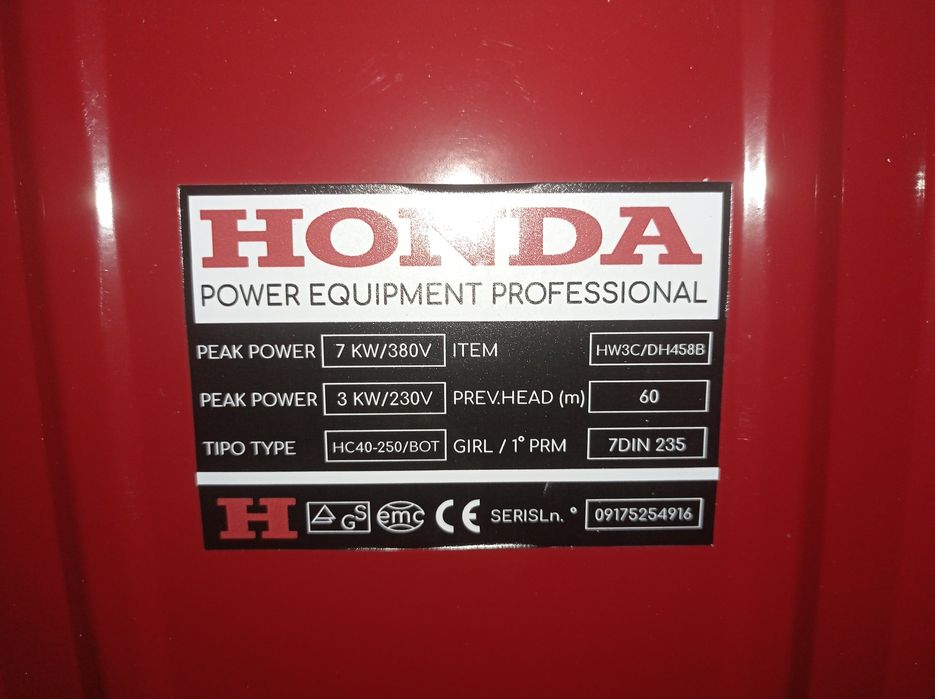 HONDA
POWER EQUIPMENT PROFESSIONAL
PEAK POWER 7 KW/380V ITEM HW3C/DH458B
PEAK POWER 3 KW/230V PREV.HEAD (m) 60
TIPO TYPE HC40-250/BOT GIRL / 1° PRM 7DIN 235
H GS emc CE SERISLn. ° 09175254916